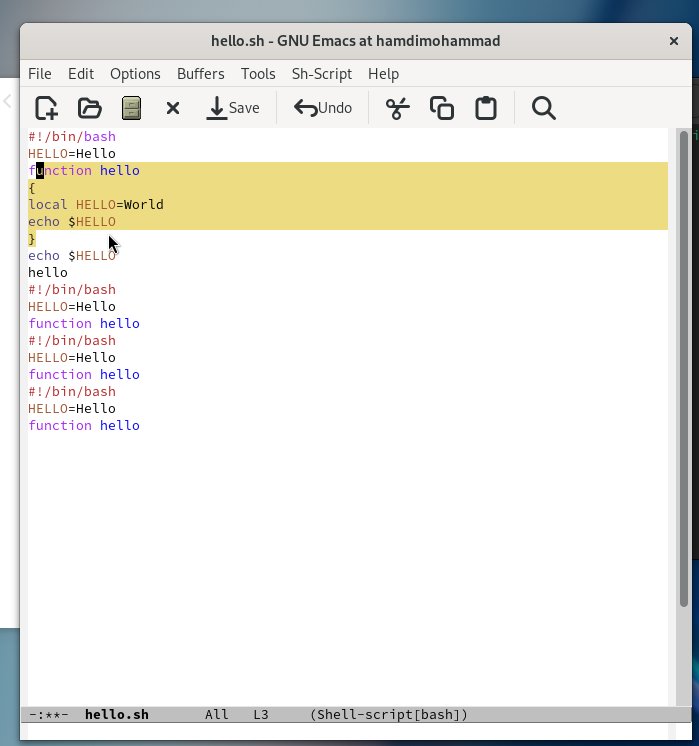 hello.sh - GNU Emacs at hamdimohammad
File Edit Options Buffers Tools Sh-Script Help
Save Undo
#!/bin/bash
HELLO=Hello
function hello
{
local HELLO=World
echo $HELLO
}
echo $HELLO
hello
#!/bin/bash
HELLO=Hello
function hello
#!/bin/bash
HELLO=Hello
function hello
#!/bin/bash
HELLO=Hello
function hello
-:**- hello.sh All L3 (Shell-script[bash])